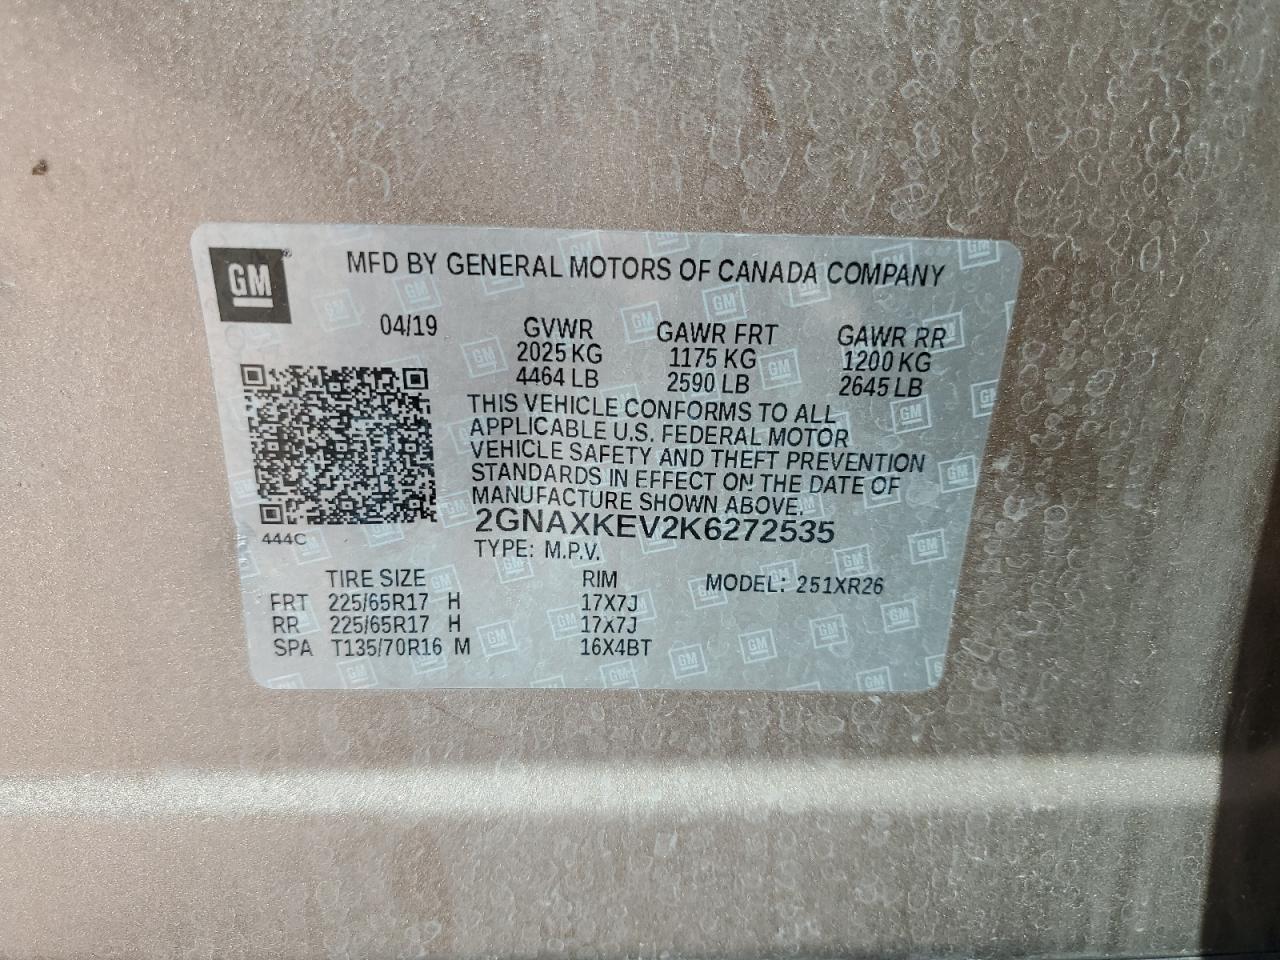 GM
MFD BY GENERAL MOTORS OF CANADA COMPANY
04/19 GVWR GAWR FRT GAWR RR
2025 KG 1175 KG 1200 KG
4464 LB 2590 LB 2645 LB
THIS VEHICLE CONFORMS TO ALL
APPLICABLE U.S. FEDERAL MOTOR
VEHICLE SAFETY AND THEFT PREVENTION
STANDARDS IN EFFECT ON THE DATE OF
MANUFACTURE SHOWN ABOVE.
2GNAXKEV2K6272535
444C
TYPE: M.P.V.
TIRE SIZE RIM MODEL: 251XR26
FRT 225/65R17 H 17X7J
RR 225/65R17 H 17X7J
SPA T135/70R16 M 16X4BT